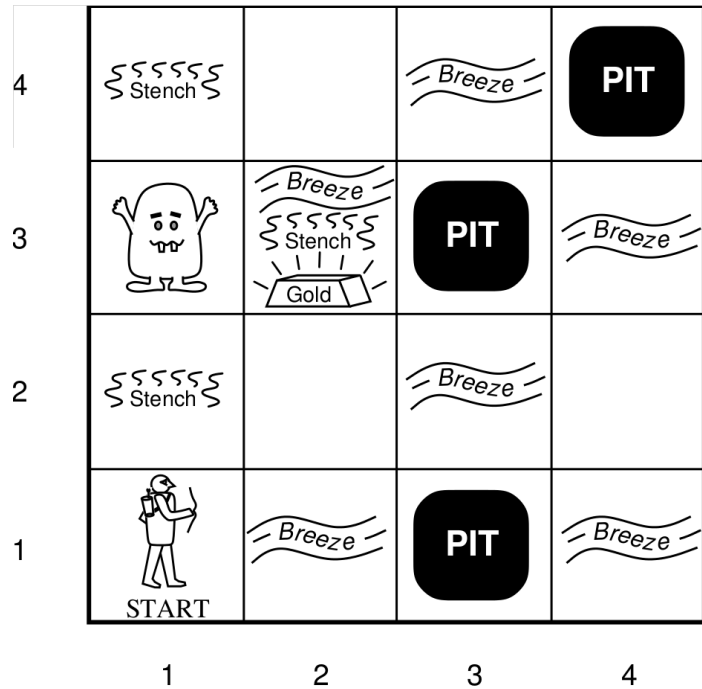 4
Stench
Breeze
PIT
3
Breeze
Stench
Gold
PIT
Breeze
2
Stench
Breeze
1
START
Breeze
PIT
Breeze
1 2 3 4